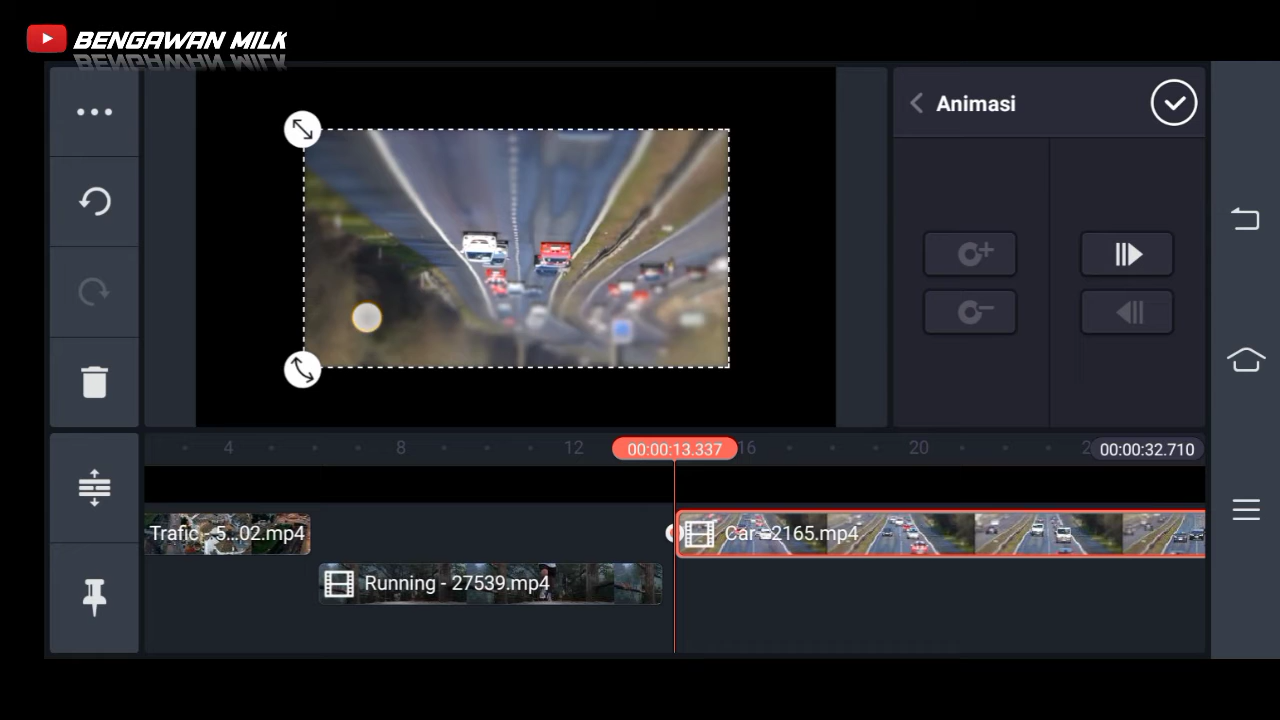 BENGAWAN MILK
Animasi
4
8
12
16
20
2
00:00:13.337
00:00:32.710
Trafic - 5...02.mp4
Car - 2165.mp4
Running - 27539.mp4